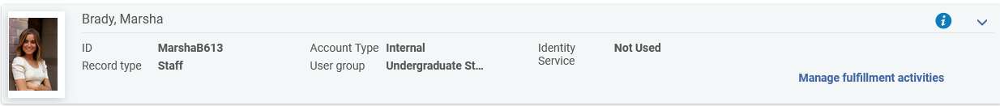 Brady, Marsha
ID MarshaB613 Account Type Internal Identity Service Not Used
Record type Staff User group Undergraduate St...
Manage fulfillment activities